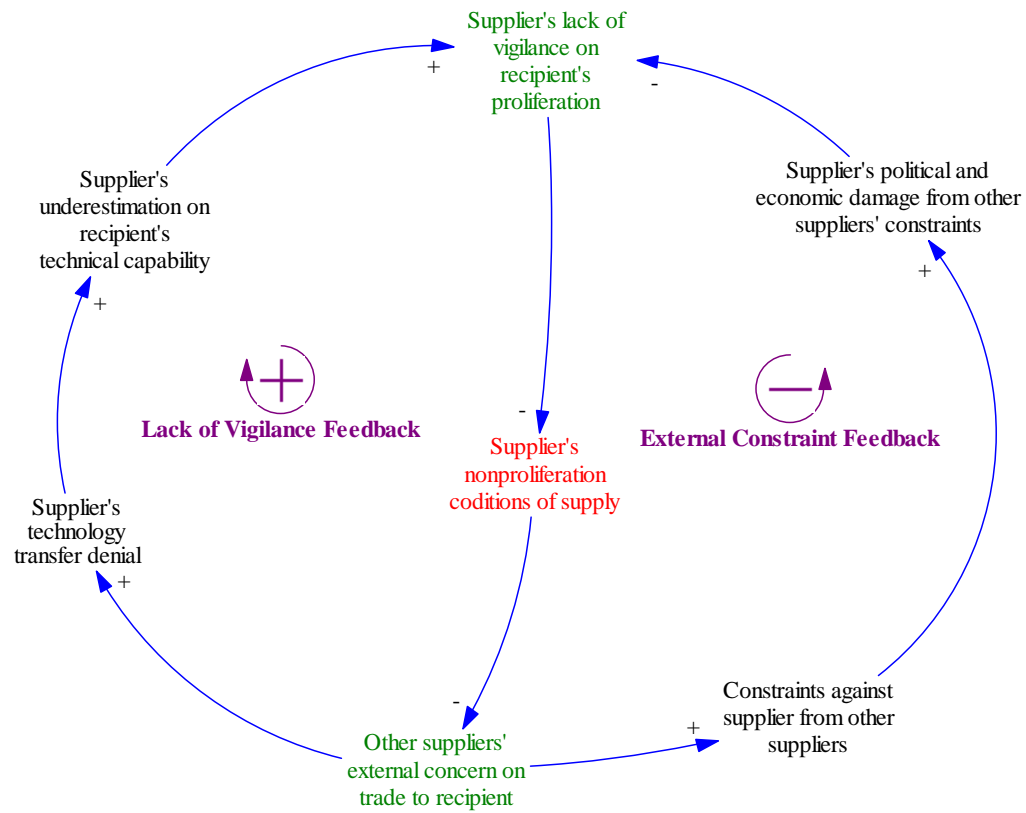 Supplier's lack of
vigilance on
recipient's
proliferation
+
-
Supplier's
underestimation on
recipient's
technical capability
Supplier's political and
economic damage from other
suppliers' constraints
+
+
+
−
Lack of Vigilance Feedback
External Constraint Feedback
-
Supplier's
nonproliferation
coditions of supply
Supplier's
technology
transfer denial
+
-
Constraints against
supplier from other
suppliers
+
Other suppliers'
external concern on
trade to recipient